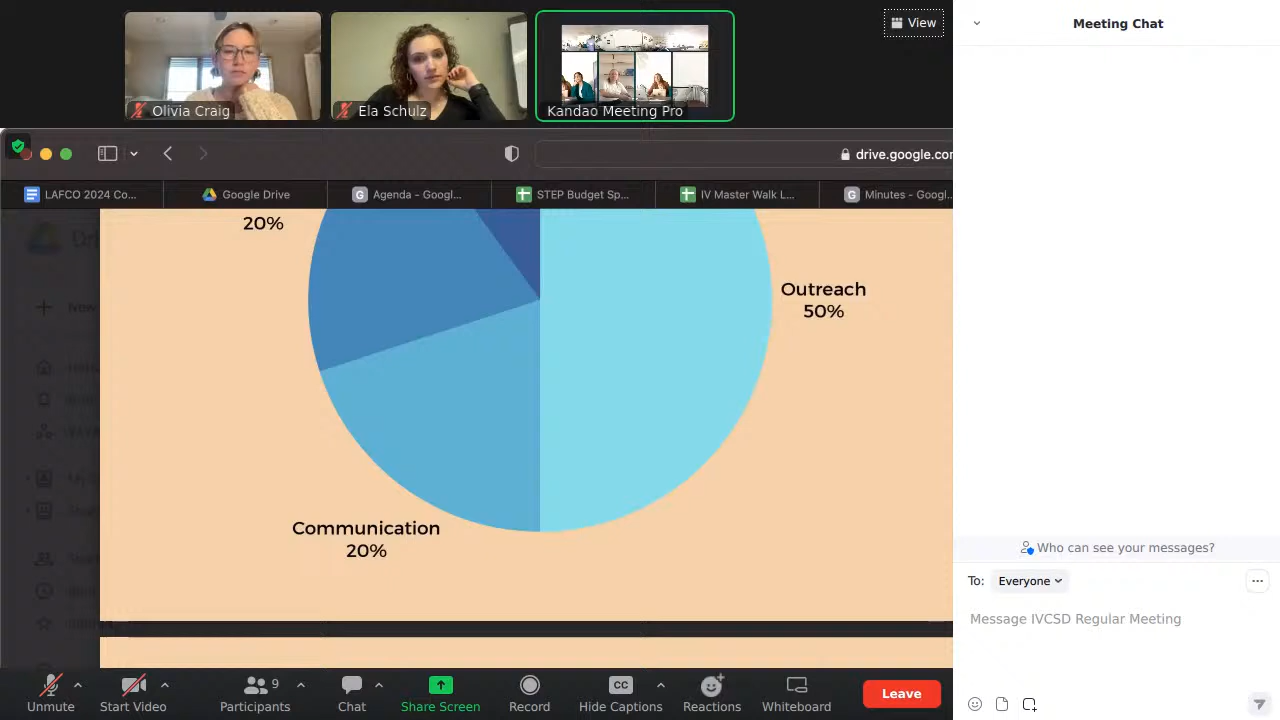 View
Olivia Craig
Ela Schulz
Kandao Meeting Pro
Meeting Chat
drive.google.com
LAFCO 2024 Co...
Google Drive
G Agenda - Googl...
STEP Budget Sp...
IV Master Walk L...
G Minutes - Googl...
Dri
New
20%
Outreach
50%
Communication
20%
Who can see your messages?
To: Everyone
Message IVCSD Regular Meeting
9
CC
Unmute
Start Video
Participants
Chat
Share Screen
Record
Hide Captions
Reactions
Whiteboard
Leave